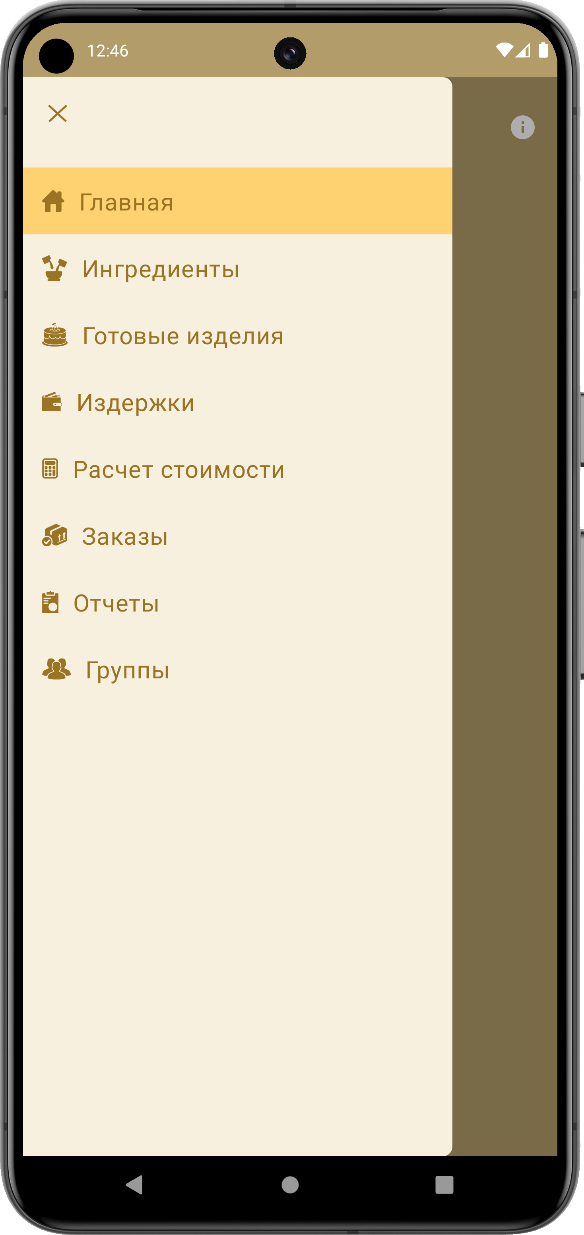 12:46
Главная
Ингредиенты
Готовые изделия
Издержки
Расчет стоимости
Заказы
Отчеты
Группы